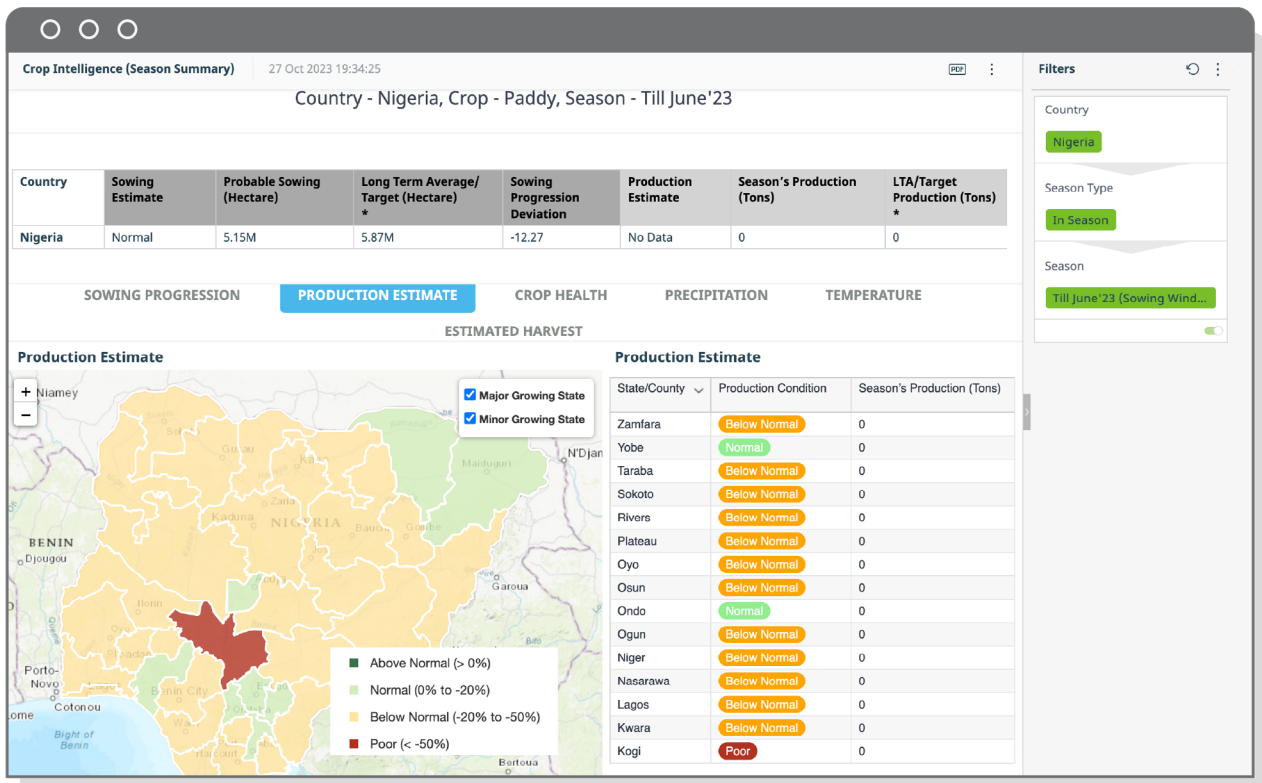 Crop Intelligence (Season Summary) 27 Oct 2023 19:34:25 PDF
Country - Nigeria, Crop - Paddy, Season - Till June'23
Country Sowing Estimate Probable Sowing (Hectare) Long Term Average/ Target (Hectare) * Sowing Progression Deviation Production Estimate Season's Production (Tons) LTA/Target Production (Tons) *
Nigeria Normal 5.15M 5.87M -12.27 No Data 0 0
SOWING PROGRESSION PRODUCTION ESTIMATE CROP HEALTH PRECIPITATION TEMPERATURE
ESTIMATED HARVEST
Production Estimate
+
−
Major Growing State
Minor Growing State
Niamey
N'Djan
Maiduguri
Kano
Zaria
Kaduna
NIGERIA
Bauchi
Gombe
BENIN
Djougou
Garoua
Ilorin
Porto-
Novo
Lagos
Benin City
Cotonou
Lome
Bight of
Benin
Bertoua
Above Normal (> 0%)
Normal (0% to -20%)
Below Normal (-20% to -50%)
Poor (< -50%)
Production Estimate
State/County Production Condition Season's Production (Tons)
Zamfara Below Normal 0
Yobe Normal 0
Taraba Below Normal 0
Sokoto Below Normal 0
Rivers Below Normal 0
Plateau Below Normal 0
Oyo Below Normal 0
Osun Below Normal 0
Ondo Normal 0
Ogun Below Normal 0
Niger Below Normal 0
Nasarawa Below Normal 0
Lagos Below Normal 0
Kwara Below Normal 0
Kogi Poor 0
Filters
Country
Nigeria
Season Type
In Season
Season
Till June'23 (Sowing Wind...